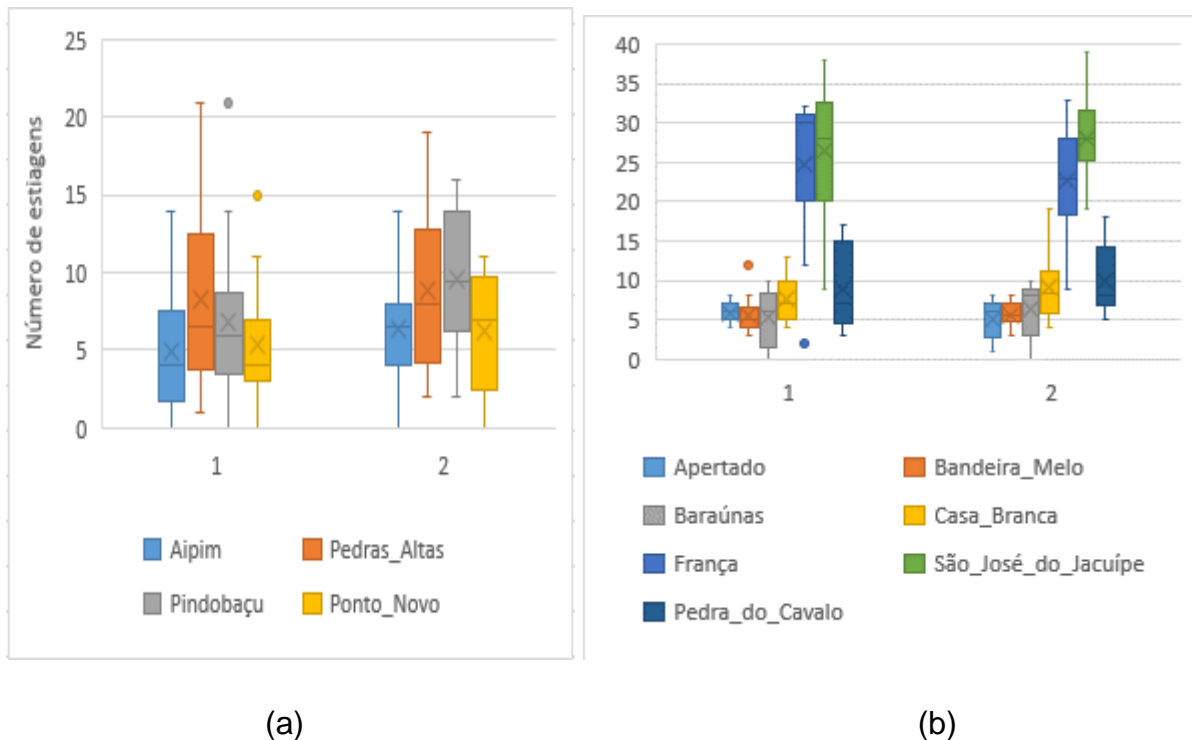 Número de estiagens
25
20
15
10
5
0
1 2
Aipim Pedras_Altas
Pindobaçu Ponto_Novo
(a)
40
35
30
25
20
15
10
5
0
1 2
Apertado Bandeira_Melo
Baraúnas Casa_Branca
França São_José_do_Jacuípe
Pedra_do_Cavalo
(b)